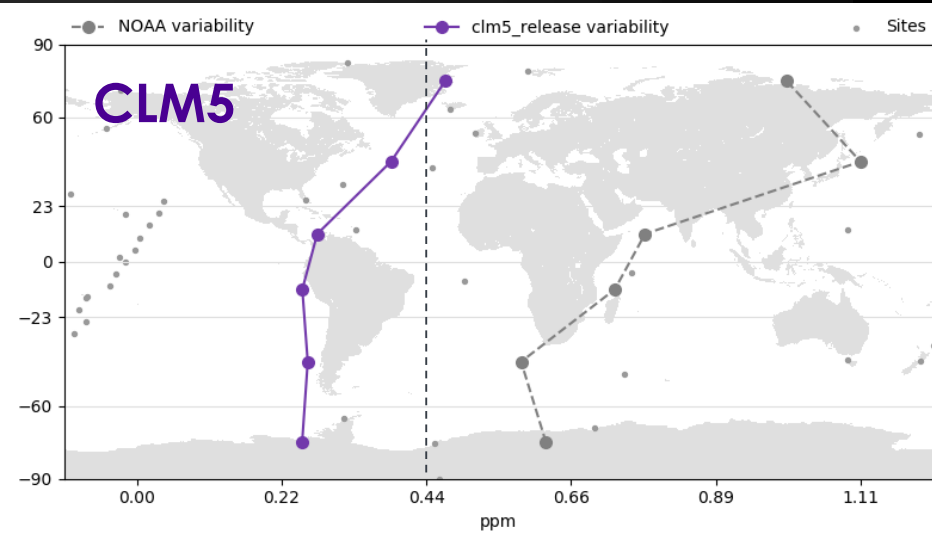 NOAA variability clm5_release variability Sites
90
CLM5
60
23
0
−23
−60
−90
0.00 0.22 0.44 0.66 0.89 1.11
ppm